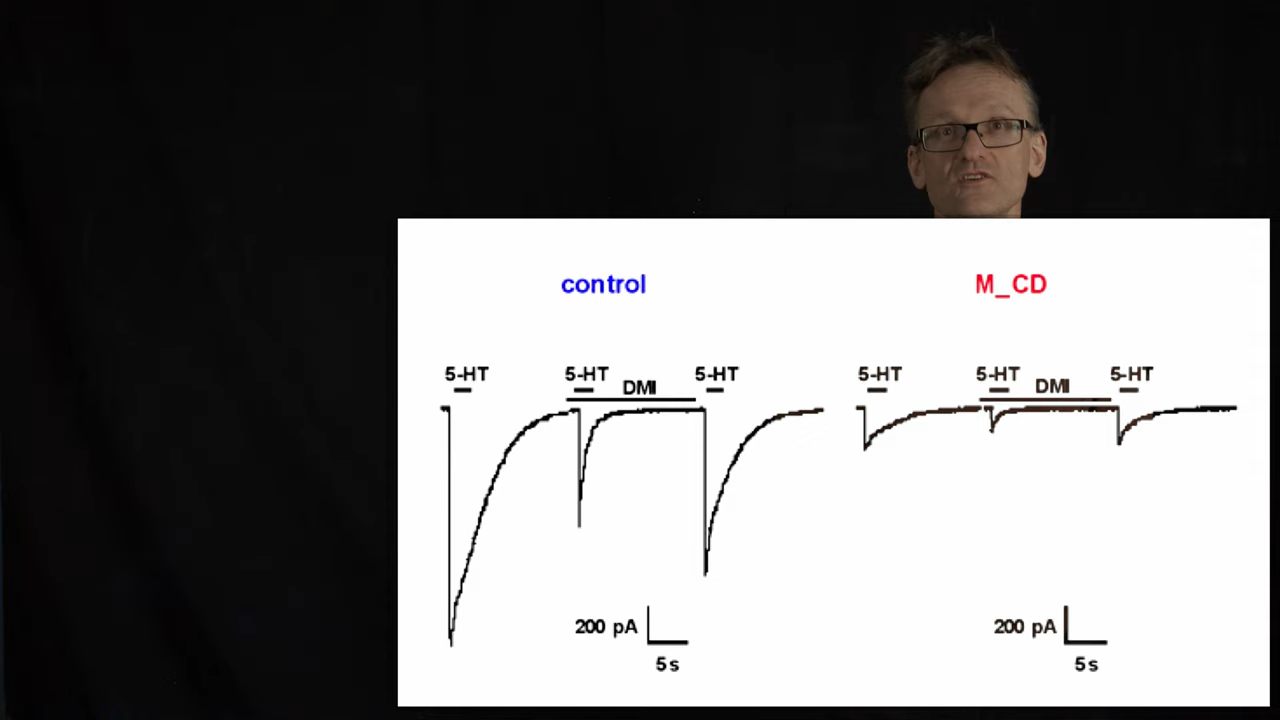 control M_CD
5-HT 5-HT 5-HT 5-HT 5-HT 5-HT
DMI DMI
200 pA 200 pA
5s 5s